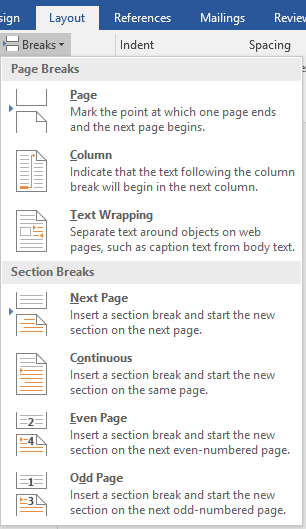 sign Layout References Mailings Review
Breaks Indent Spacing
Page Breaks
Page
Mark the point at which one page ends
and the next page begins.
Column
Indicate that the text following the column
break will begin in the next column.
Text Wrapping
Separate text around objects on web
pages, such as caption text from body text.
Section Breaks
Next Page
Insert a section break and start the new
section on the next page.
Continuous
Insert a section break and start the new
section on the same page.
2
4
Even Page
Insert a section break and start the new
section on the next even-numbered page.
1
3
Odd Page
Insert a section break and start the new
section on the next odd-numbered page.